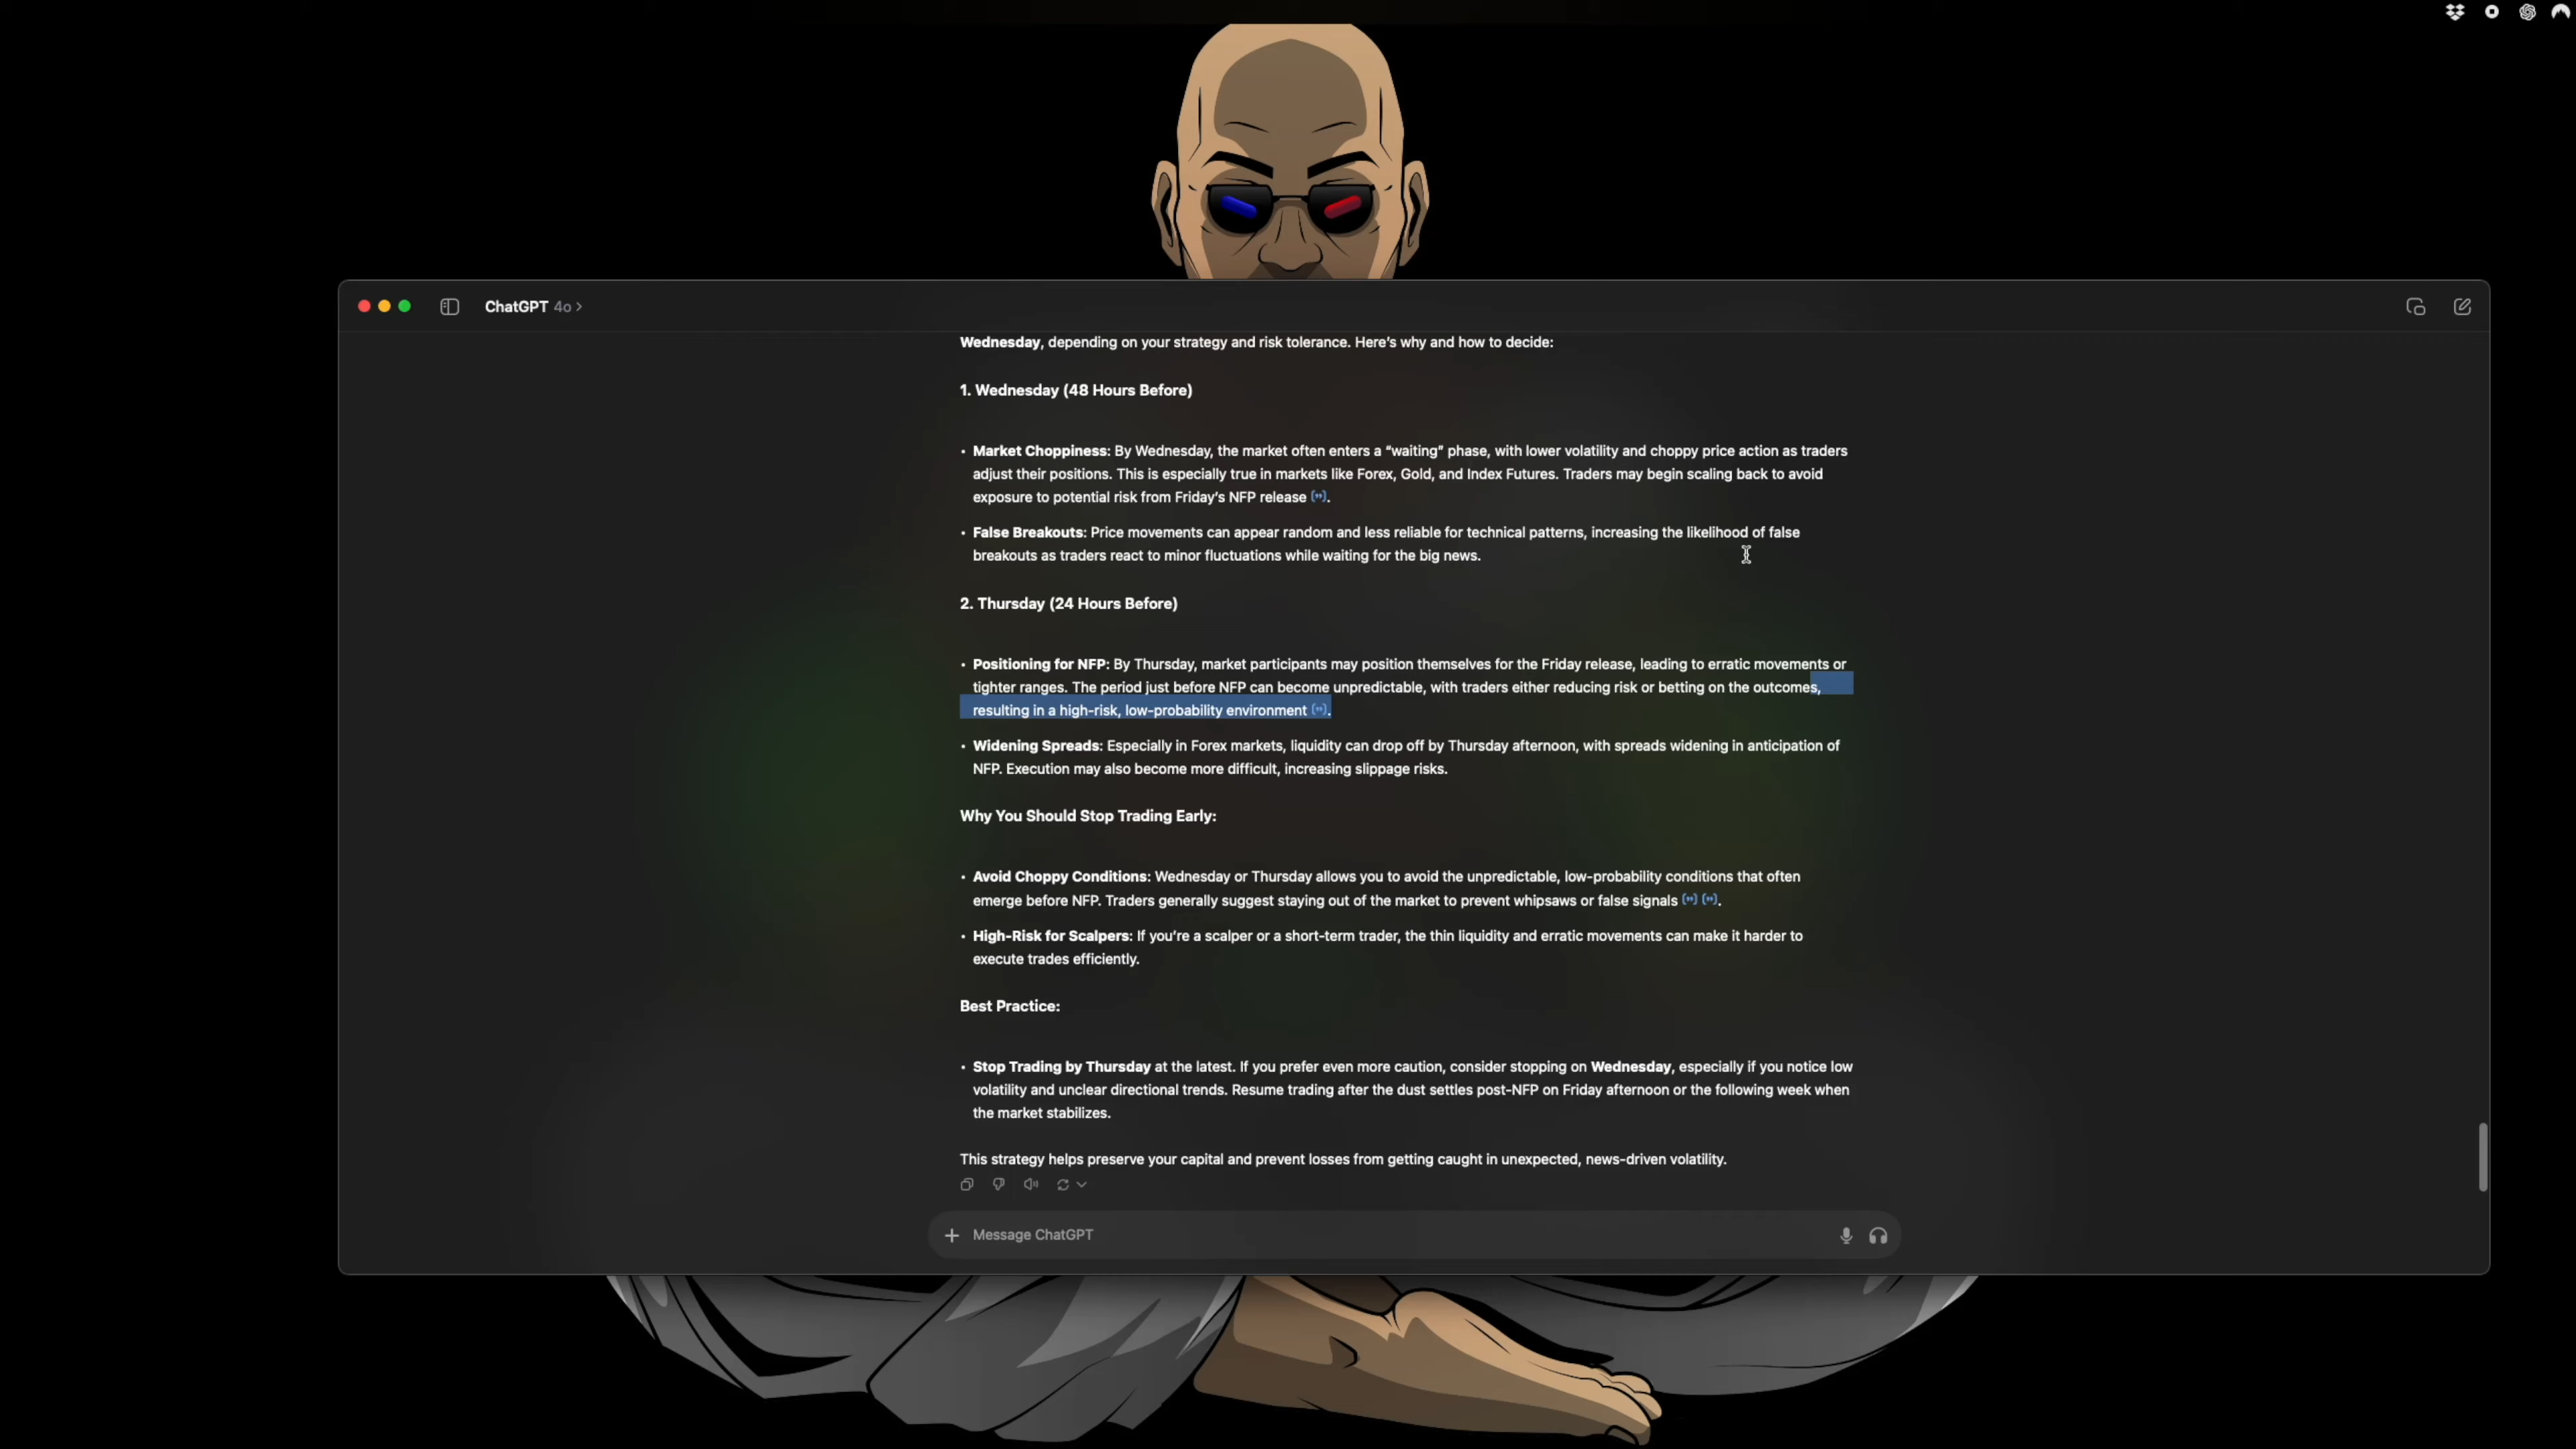 ChatGPT 4o >
Wednesday, depending on your strategy and risk tolerance. Here's why and how to decide:
1. Wednesday (48 Hours Before)
• Market Choppiness: By Wednesday, the market often enters a “waiting” phase, with lower volatility and choppy price action as traders
adjust their positions. This is especially true in markets like Forex, Gold, and Index Futures. Traders may begin scaling back to avoid
exposure to potential risk from Friday's NFP release (”).
• False Breakouts: Price movements can appear random and less reliable for technical patterns, increasing the likelihood of false
breakouts as traders react to minor fluctuations while waiting for the big news.
2. Thursday (24 Hours Before)
• Positioning for NFP: By Thursday, market participants may position themselves for the Friday release, leading to erratic movements or
tighter ranges. The period just before NFP can become unpredictable, with traders either reducing risk or betting on the outcomes,
resulting in a high-risk, low-probability environment (”).
• Widening Spreads: Especially in Forex markets, liquidity can drop off by Thursday afternoon, with spreads widening in anticipation of
NFP. Execution may also become more difficult, increasing slippage risks.
Why You Should Stop Trading Early:
• Avoid Choppy Conditions: Wednesday or Thursday allows you to avoid the unpredictable, low-probability conditions that often
emerge before NFP. Traders generally suggest staying out of the market to prevent whipsaws or false signals (”) (”).
• High-Risk for Scalpers: If you're a scalper or a short-term trader, the thin liquidity and erratic movements can make it harder to
execute trades efficiently.
Best Practice:
• Stop Trading by Thursday at the latest. If you prefer even more caution, consider stopping on Wednesday, especially if you notice low
volatility and unclear directional trends. Resume trading after the dust settles post-NFP on Friday afternoon or the following week when
the market stabilizes.
This strategy helps preserve your capital and prevent losses from getting caught in unexpected, news-driven volatility.
Message ChatGPT